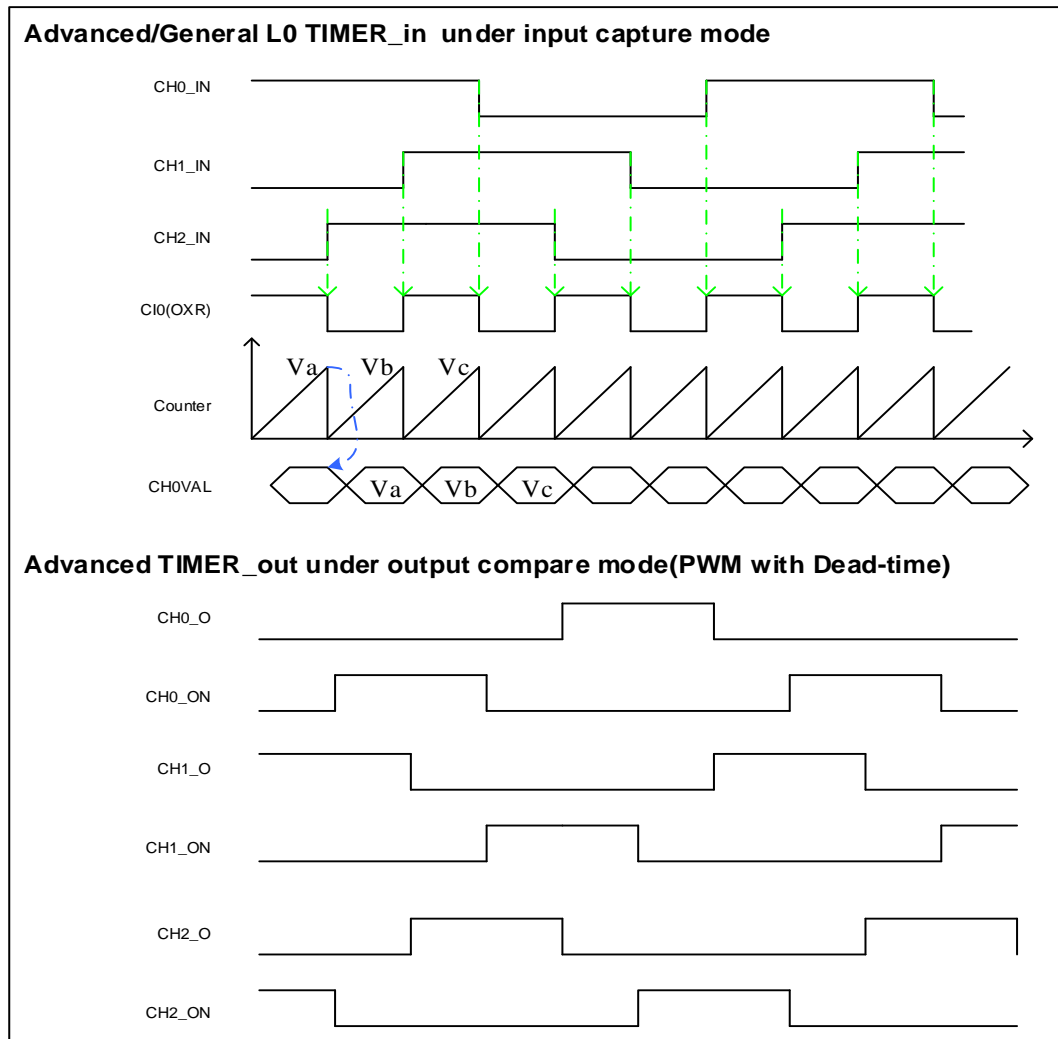 Advanced/General L0 TIMER_in under input capture mode
CH0_IN
CH1_IN
CH2_IN
CI0(OXR)
Va Vb Vc
Counter
CH0VAL
Va Vb Vc
Advanced TIMER_out under output compare mode(PWM with Dead-time)
CH0_O
CH0_ON
CH1_O
CH1_ON
CH2_O
CH2_ON